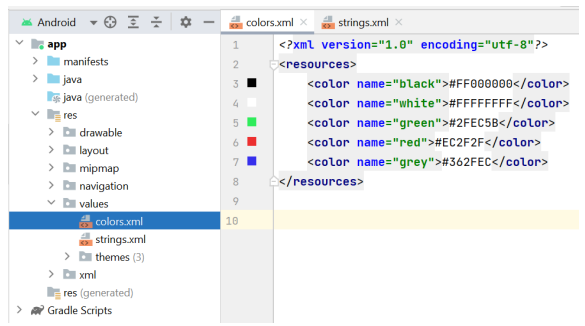 Android
colors.xml
strings.xml
app
manifests
java
java (generated)
res
drawable
layout
mipmap
navigation
values
colors.xml
strings.xml
themes (3)
xml
res (generated)
Gradle Scripts
1 <?xml version="1.0" encoding="utf-8"?>
2 <resources>
3 <color name="black">#FF000000</color>
4 <color name="white">#FFFFFFFF</color>
5 <color name="green">#2FEC5B</color>
6 <color name="red">#EC2F2F</color>
7 <color name="grey">#362FEC</color>
8 </resources>
9
10